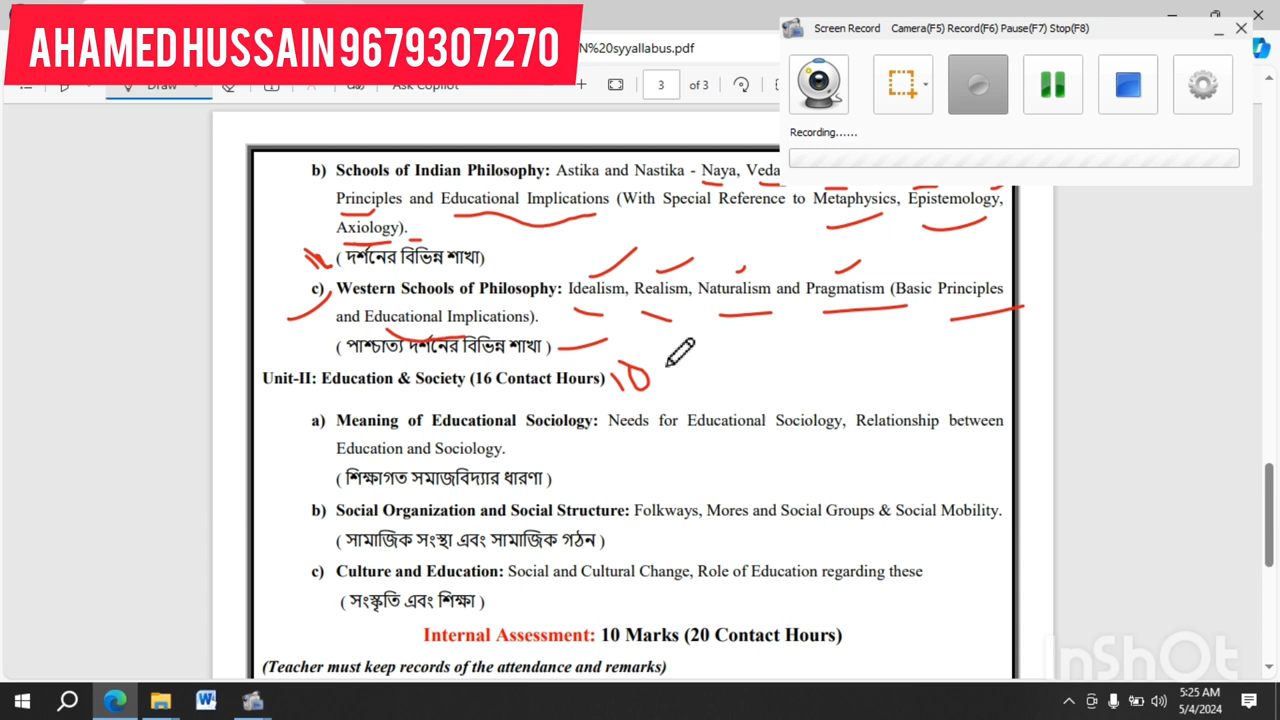 AHAMED HUSSAIN 9679307270
N%20syyallabus.pdf
Screen Record Camera(F5) Record(F6) Pause(F7) Stop(F8)
Draw
Ask Copilot
3 of 3
Recording......
b) Schools of Indian Philosophy: Astika and Nastika - Naya, Veda
Principles and Educational Implications (With Special Reference to Metaphysics, Epistemology,
Axiology).
( দর্শনের বিভিন্ন শাখা)
c) Western Schools of Philosophy: Idealism, Realism, Naturalism and Pragmatism (Basic Principles
and Educational Implications).
( পাশ্চাত্য দর্শনের বিভিন্ন শাখা )
Unit-II: Education & Society (16 Contact Hours) 10
a) Meaning of Educational Sociology: Needs for Educational Sociology, Relationship between
Education and Sociology.
( শিক্ষাগত সমাজবিদ্যার ধারণা )
b) Social Organization and Social Structure: Folkways, Mores and Social Groups & Social Mobility.
( সামাজিক সংস্থা এবং সামাজিক গঠন )
c) Culture and Education: Social and Cultural Change, Role of Education regarding these
( সংস্কৃতি এবং শিক্ষা )
Internal Assessment: 10 Marks (20 Contact Hours)
(Teacher must keep records of the attendance and remarks)
InShOt
5:25 AM
5/4/2024